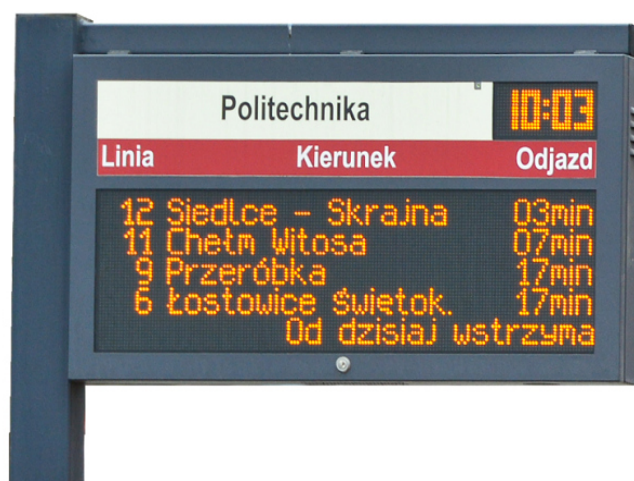 Politechnika 10:03
Linia Kierunek Odjazd
12 Siedlce - Skrajna 03min
11 Chełm Witosa 07min
9 Przeróbka 17min
6 Łostowice Świętok. 17min
Od dzisiaj wstrzyma